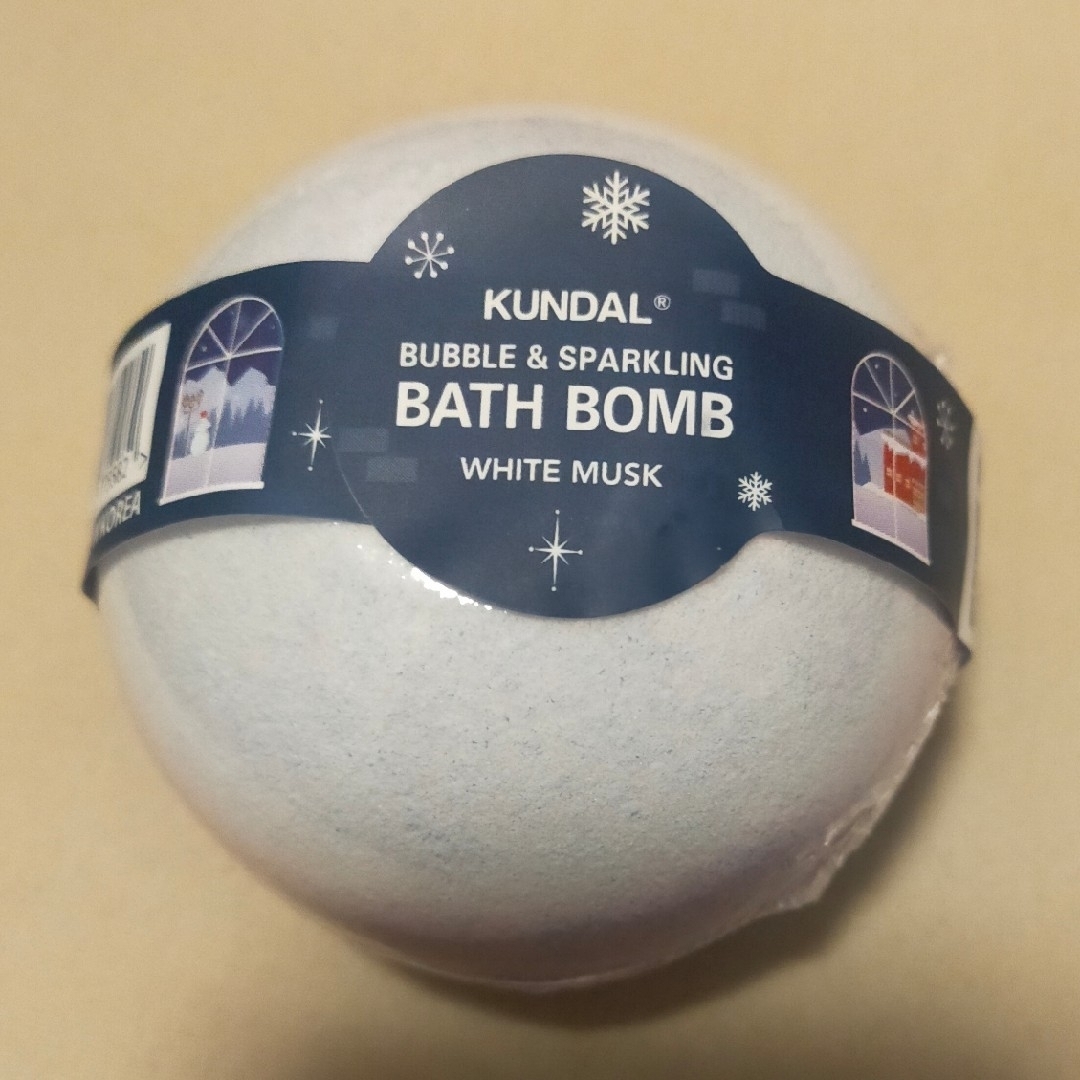 KUNDAL®
BUBBLE & SPARKLING
BATH BOMB
WHITE MUSK
KOREA